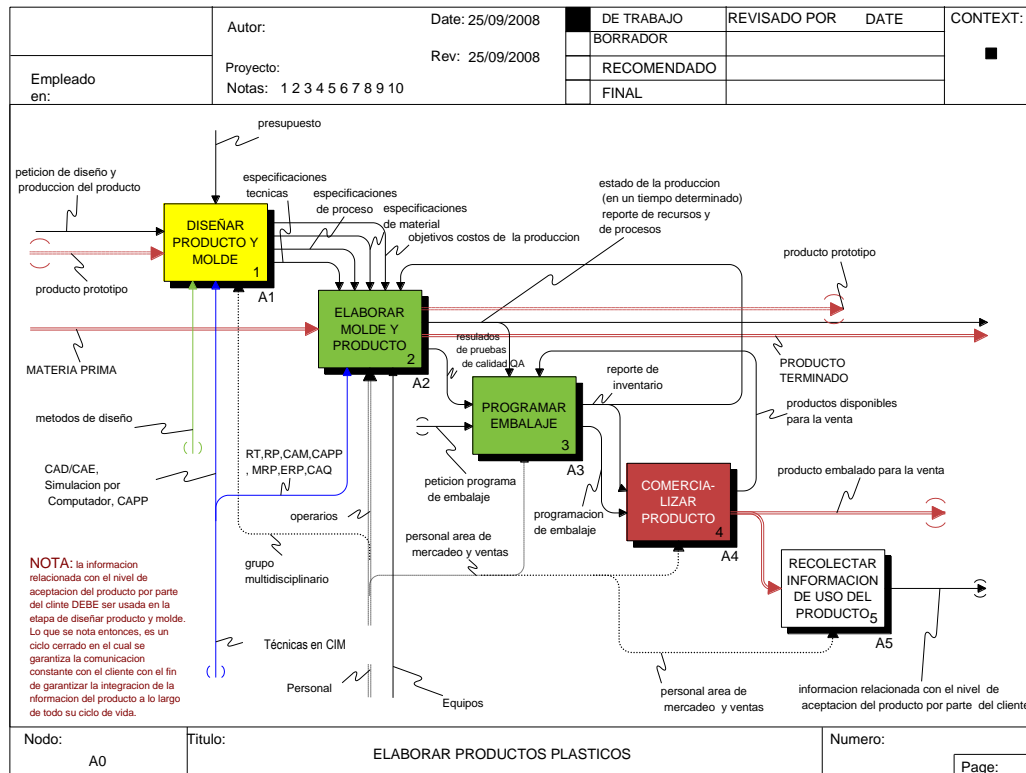 Empleado
en:
Autor:
Date: 25/09/2008
Rev: 25/09/2008
Proyecto:
Notas: 1 2 3 4 5 6 7 8 9 10
DE TRABAJO
BORRADOR
RECOMENDADO
FINAL
REVISADO POR DATE
CONTEXT:
presupuesto
peticion de diseño y
produccion del producto
especificaciones
tecnicas
especificaciones
de proceso
especificaciones
de material
objetivos costos de la produccion
estado de la produccion
(en un tiempo determinado)
reporte de recursos y
de procesos
DISEÑAR
PRODUCTO Y
MOLDE
1
A1
producto prototipo
producto prototipo
ELABORAR
MOLDE Y
PRODUCTO
2
A2
MATERIA PRIMA
resulados
de pruebas
de calidad QA
PRODUCTO
TERMINADO
reporte de
inventario
PROGRAMAR
EMBALAJE
3
A3
productos disponibles
para la venta
metodos de diseño
CAD/CAE,
Simulacion por
Computador, CAPP
RT,RP,CAM,CAPP
, MRP,ERP,CAQ
peticion programa
de embalaje
producto embalado para la venta
COMERCIA-
LIZAR
PRODUCTO
4
A4
operarios
programacion
de embalaje
personal area de
mercadeo y ventas
grupo
multidisciplinario
RECOLECTAR
INFORMACION
DE USO DEL
PRODUCTO
5
A5
NOTA: la informacion
relacionada con el nivel de
aceptacion del producto por parte
del clinte DEBE ser usada en la
etapa de diseñar producto y molde.
Lo que se nota entonces, es un
ciclo cerrado en el cual se
garantiza la comunicacion
constante con el cliente con el fin
de garantizar la integracion de la
nformacion del producto a lo largo
de todo su ciclo de vida.
Técnicas en CIM
Personal
Equipos
personal area de
mercadeo y ventas
informacion relacionada con el nivel de
aceptacion del producto por parte del cliente
Nodo:
A0
Titulo:
ELABORAR PRODUCTOS PLASTICOS
Numero:
Page: